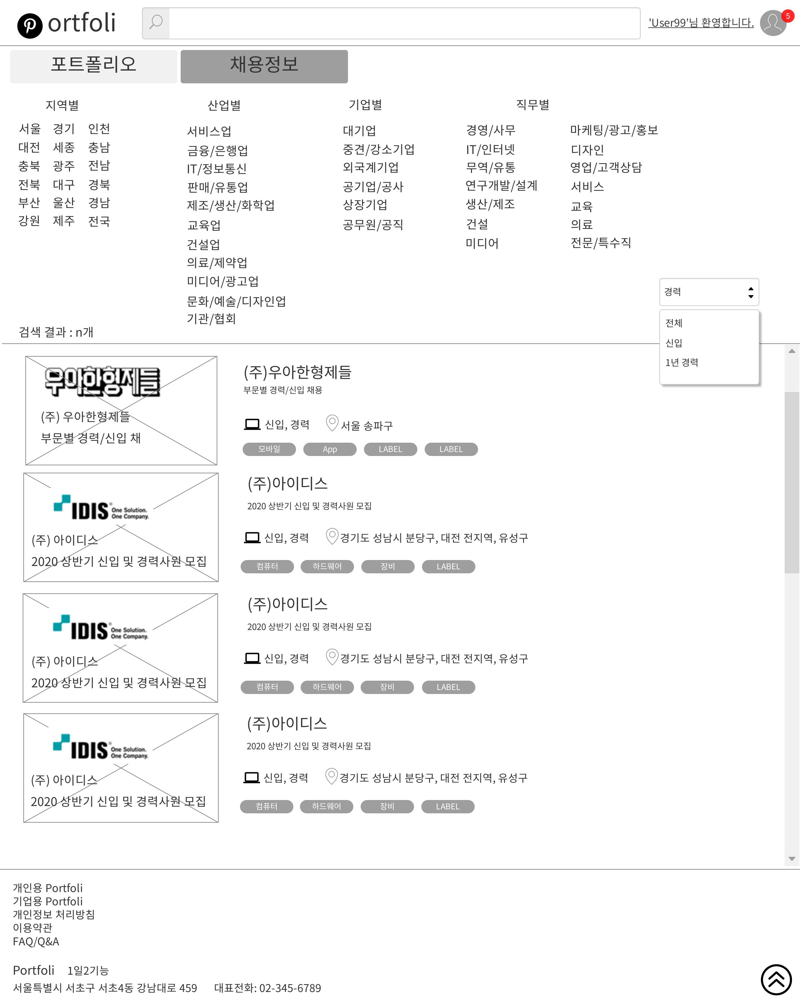 ortfoli
'User99'님 환영합니다.
5
포트폴리오
채용정보
지역별
서울 경기 인천
대전 세종 충남
충북 광주 전남
전북 대구 경북
부산 울산 경남
강원 제주 전국
산업별
서비스업
금융/은행업
IT/정보통신
판매/유통업
제조/생산/화학업
교육업
건설업
의료/제약업
미디어/광고업
문화/예술/디자인업
기관/협회
기업별
대기업
중견/강소기업
외국계기업
공기업/공사
상장기업
공무원/공직
직무별
경영/사무
IT/인터넷
무역/유통
연구개발/설계
생산/제조
건설
미디어
마케팅/광고/홍보
디자인
영업/고객상담
서비스
교육
의료
전문/특수직
경력
전체
신입
1년 경력
검색 결과 : n개
우아한형제들
(주) 우아한형제들
부문별 경력/신입 채
(주)우아한형제들
부문별 경력/신입 채용
신입, 경력 서울 송파구
모바일 App LABEL LABEL
IDIS® One Solution.
One Company.
(주) 아이디스
2020 상반기 신입 및 경력사원 모집
(주)아이디스
2020 상반기 신입 및 경력사원 모집
신입, 경력 경기도 성남시 분당구, 대전 전지역, 유성구
컴퓨터 하드웨어 장비 LABEL
IDIS® One Solution.
One Company.
(주) 아이디스
2020 상반기 신입 및 경력사원 모집
(주)아이디스
2020 상반기 신입 및 경력사원 모집
신입, 경력 경기도 성남시 분당구, 대전 전지역, 유성구
컴퓨터 하드웨어 장비 LABEL
IDIS® One Solution.
One Company.
(주) 아이디스
2020 상반기 신입 및 경력사원 모집
(주)아이디스
2020 상반기 신입 및 경력사원 모집
신입, 경력 경기도 성남시 분당구, 대전 전지역, 유성구
컴퓨터 하드웨어 장비 LABEL
개인용 Portfoli
기업용 Portfoli
개인정보 처리방침
이용약관
FAQ/Q&A
Portfoli 1일2기능
서울특별시 서초구 서초4동 강남대로 459 대표전화: 02-345-6789